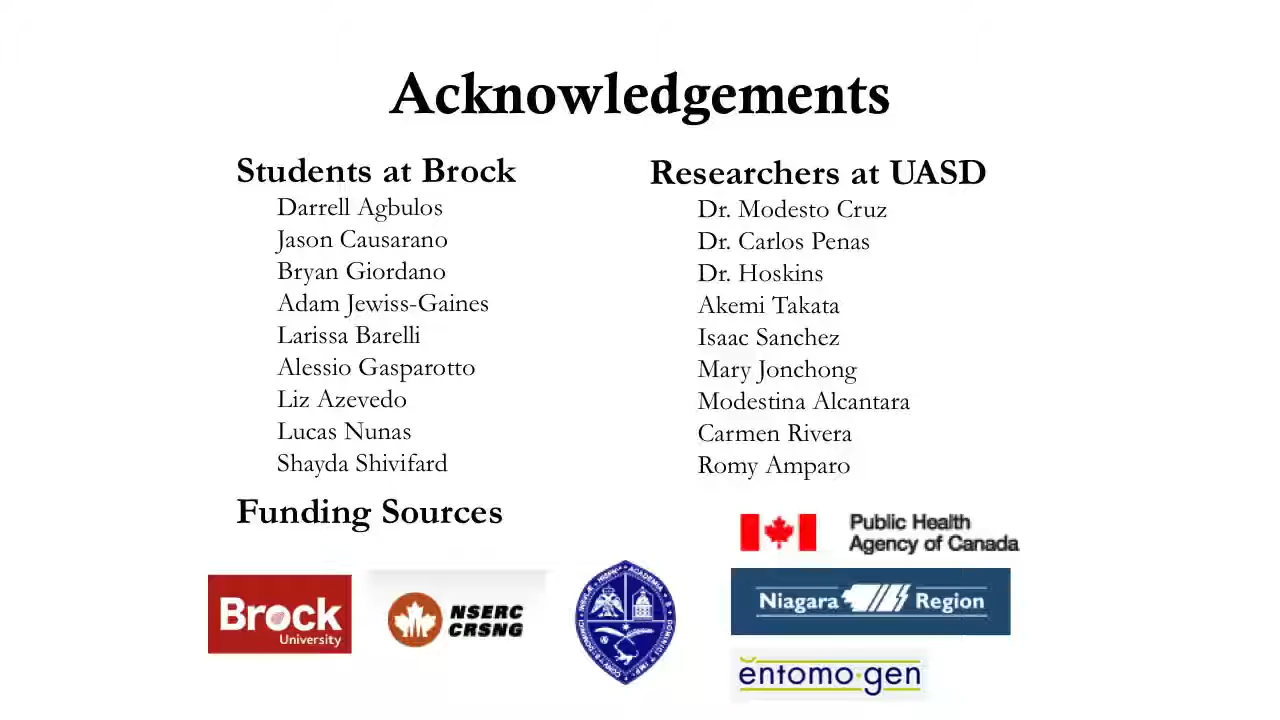 Acknowledgements
Students at Brock
Darrell Agbulos
Jason Causarano
Bryan Giordano
Adam Jewiss-Gaines
Larissa Barelli
Alessio Gasparotto
Liz Azevedo
Lucas Nunas
Shayda Shivifard
Researchers at UASD
Dr. Modesto Cruz
Dr. Carlos Penas
Dr. Hoskins
Akemi Takata
Isaac Sanchez
Mary Jonchong
Modestina Alcantara
Carmen Rivera
Romy Amparo
Funding Sources
Public Health
Agency of Canada
Brock
University
NSERC
CRSNG
Niagara Region
entomo·gen